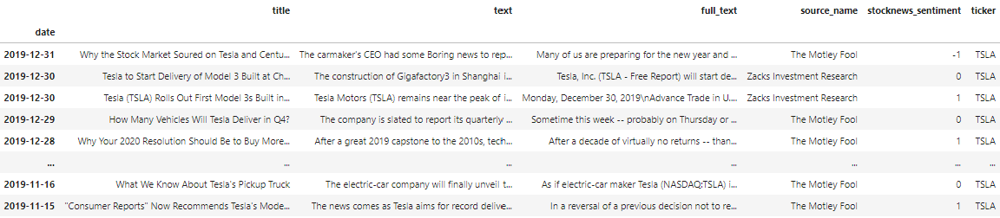 title text full_text source_name stocknews_sentiment ticker
date
2019-12-31 Why the Stock Market Soured on Tesla and Centu... The carmaker's CEO had some Boring news to rep... Many of us are preparing for the new year and ... The Motley Fool -1 TSLA
2019-12-30 Tesla to Start Delivery of Model 3 Built at Ch... The construction of Gigafactory3 in Shanghai i... Tesla, Inc. (TSLA - Free Report) will start de... Zacks Investment Research 0 TSLA
2019-12-30 Tesla (TSLA) Rolls Out First Model 3s Built in... Tesla Motors (TSLA) remains near the peak of i... Monday, December 30, 2019\nAdvance Trade in U.... Zacks Investment Research 1 TSLA
2019-12-29 How Many Vehicles Will Tesla Deliver in Q4? The company is slated to report its quarterly ... Sometime this week -- probably on Thursday or ... The Motley Fool 0 TSLA
2019-12-28 Why Your 2020 Resolution Should Be to Buy More... After a great 2019 capstone to the 2010s, tech... After a decade of virtually no returns -- than... The Motley Fool 1 TSLA
... ... ... ... ... ... ...
2019-11-16 What We Know About Tesla's Pickup Truck The electric-car company will finally unveil t... As if electric-car maker Tesla (NASDAQ:TSLA) i... The Motley Fool 0 TSLA
2019-11-15 "Consumer Reports" Now Recommends Tesla's Mode... The news comes as Tesla aims for record delive... In a reversal of a previous decision not to re... The Motley Fool 1 TSLA